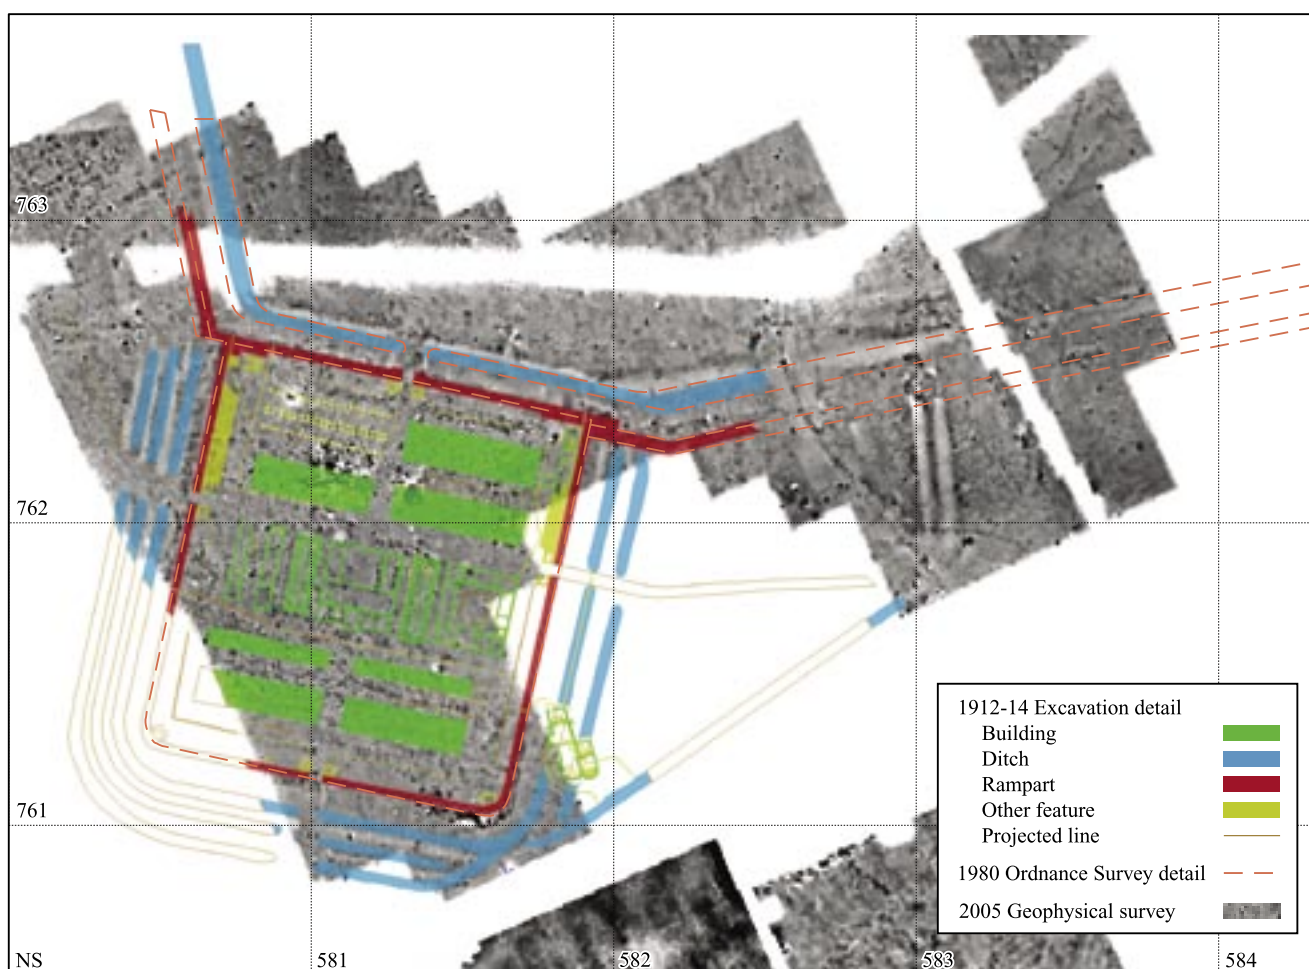 763
762
761
NS
581
582
583
584
1912-14 Excavation detail
Building
Ditch
Rampart
Other feature
Projected line
1980 Ordnance Survey detail
2005 Geophysical survey